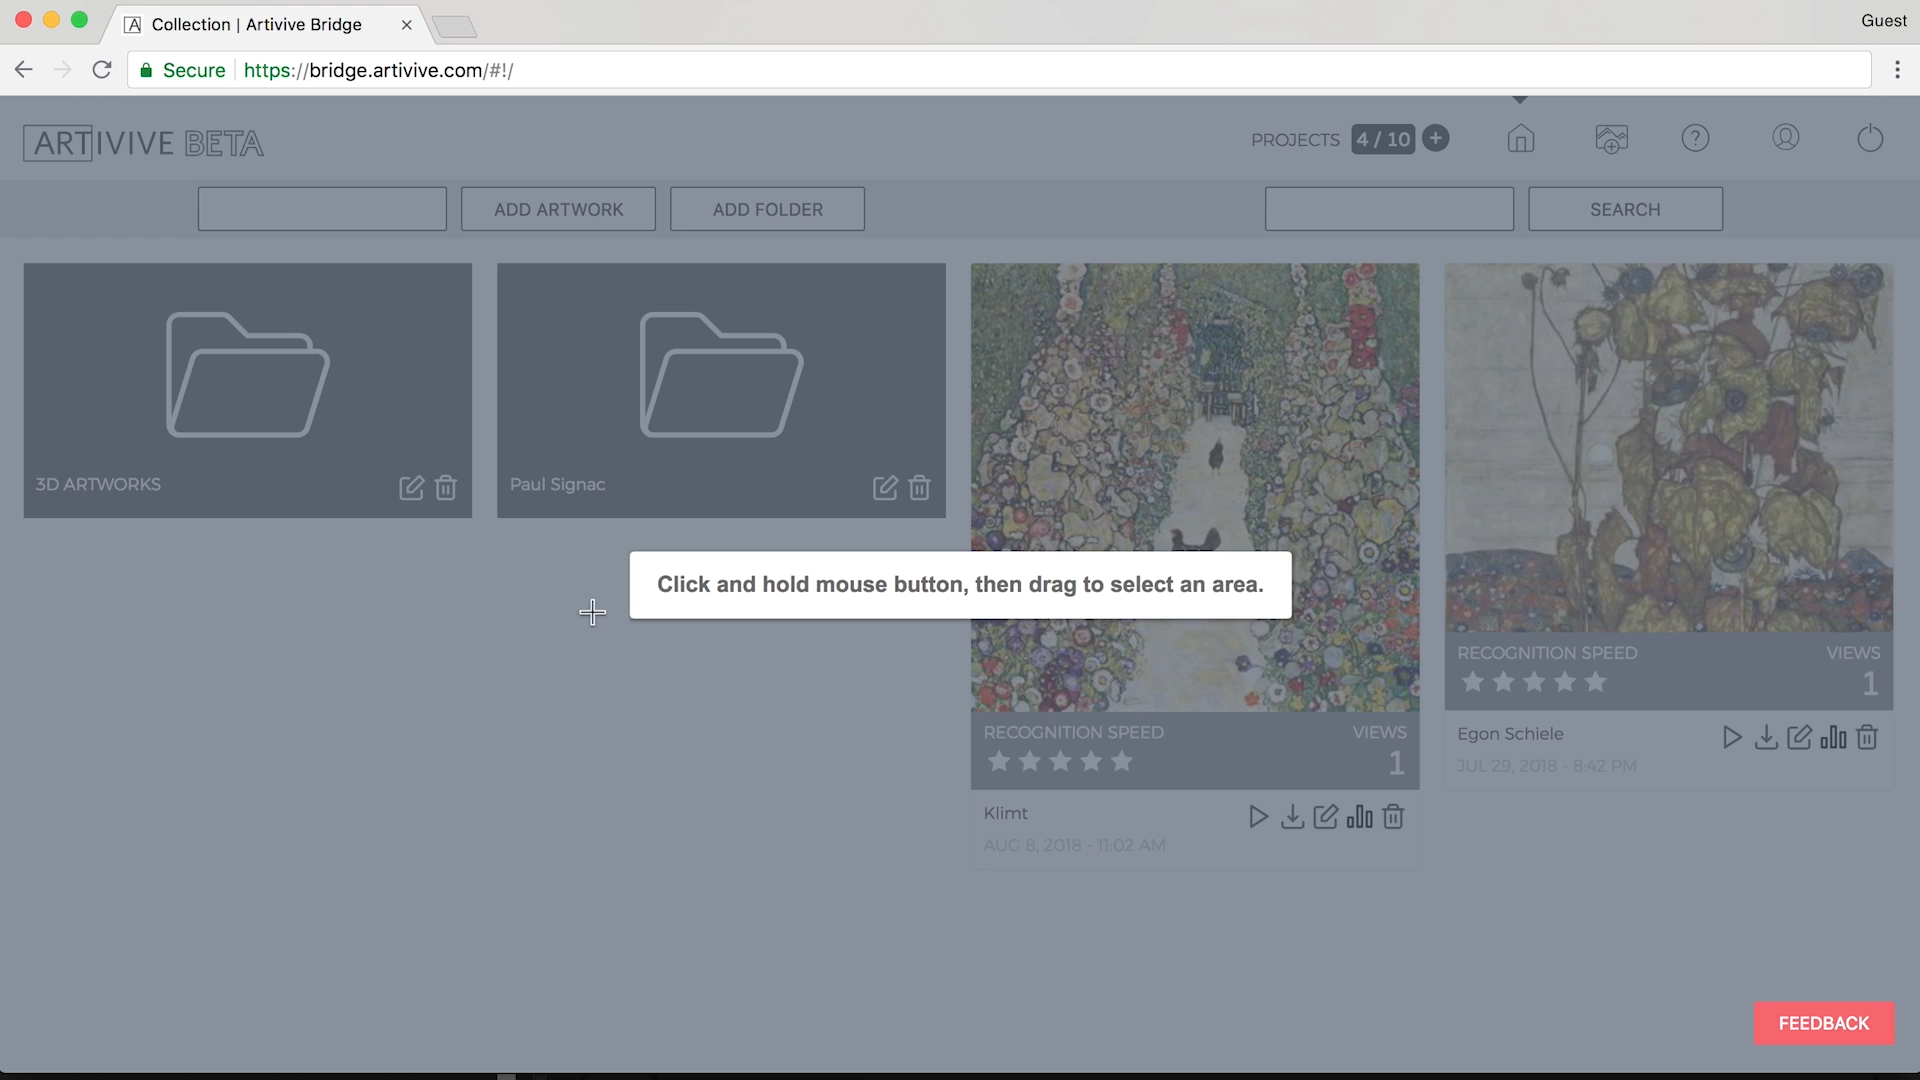 Collection | Artivive Bridge
Guest
Secure https://bridge.artivive.com/#!/
ARTIVIVE BETA
PROJECTS 4 / 10
ADD ARTWORK
ADD FOLDER
SEARCH
3D ARTWORKS
Paul Signac
Click and hold mouse button, then drag to select an area.
RECOGNITION SPEED
VIEWS
1
Klimt
AUG 8, 2018 - 11:02 AM
RECOGNITION SPEED
VIEWS
1
Egon Schiele
JUL 29, 2018 - 8:42 PM
FEEDBACK